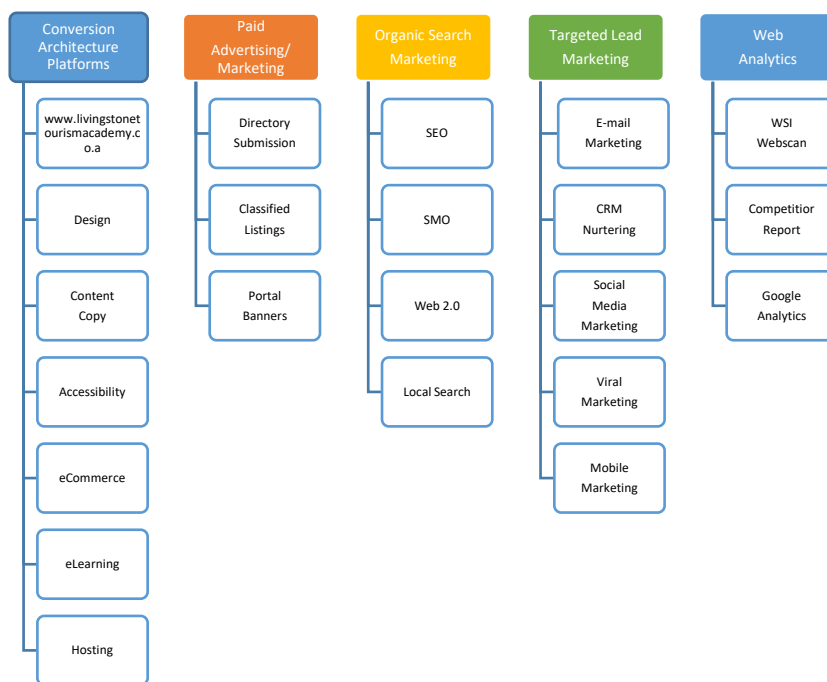 Conversion
Architecture
Platforms
www.livingstonet
ourismacademy.c
o.a
Design
Content
Copy
Accessibility
eCommerce
eLearning
Hosting
Paid
Advertising/
Marketing
Directory
Submission
Classified
Listings
Portal
Banners
Organic Search
Marketing
SEO
SMO
Web 2.0
Local Search
Targeted Lead
Marketing
E-mail
Marketing
CRM
Nurtering
Social
Media
Marketing
Viral
Marketing
Mobile
Marketing
Web
Analytics
WSI
Webscan
Competitior
Report
Google
Analytics